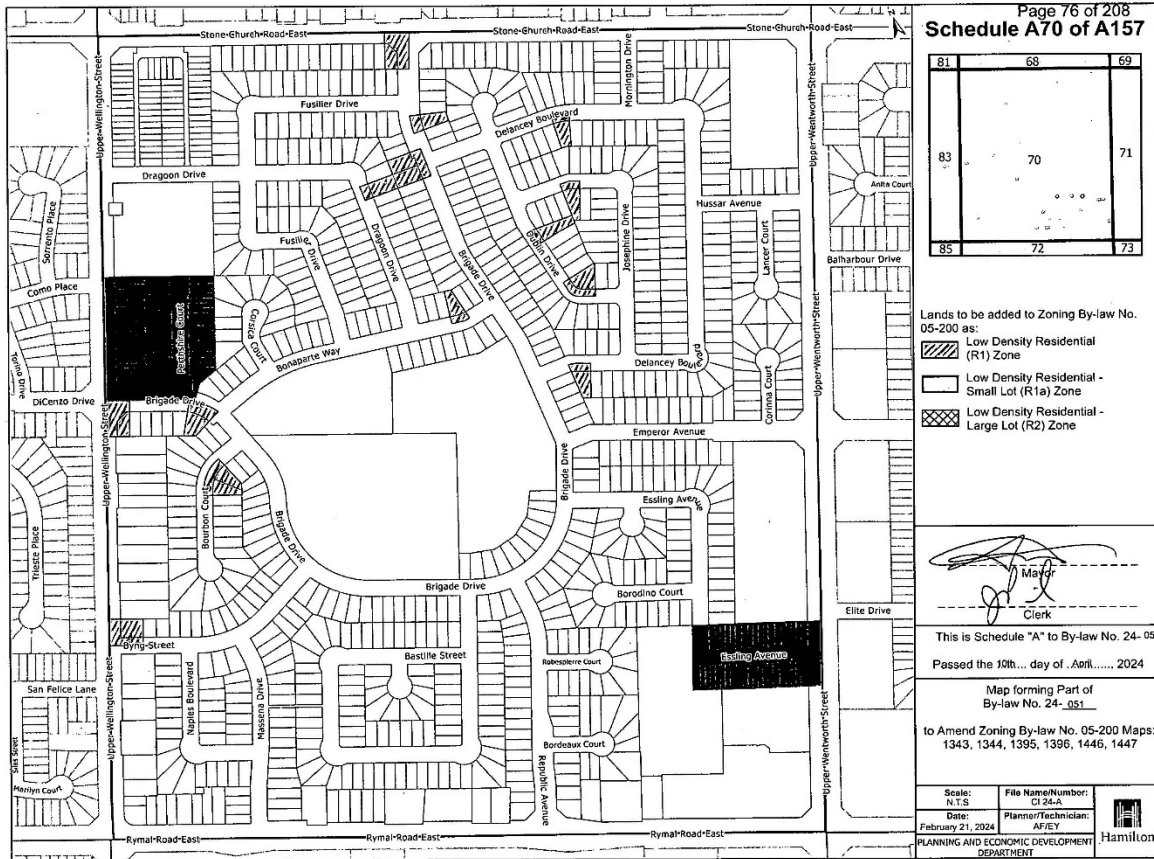 Page 76 of 208
Schedule A70 of A157
81 68 69
83 70 71
85 72 73
Lands to be added to Zoning By-law No.
05-200 as:
Low Density Residential
(R1) Zone
Low Density Residential -
Small Lot (R1a) Zone
Low Density Residential -
Large Lot (R2) Zone
Mayor
Clerk
This is Schedule "A" to By-law No. 24- 05
Passed the 10th.... day of . April....., 2024
Map forming Part of
By-law No. 24- 051
to Amend Zoning By-law No. 05-200 Maps:
1343, 1344, 1395, 1396, 1446, 1447
Scale:
N.T.S
File Name/Number:
CI 24-A
Date:
February 21, 2024
Planner/Technician:
AF/EY
PLANNING AND ECONOMIC DEVELOPMENT
DEPARTMENT
Hamilton
Stone-Church-Road-East
Stone-Church-Road-East
Stone-Church-Road-East
Upper-Wellington-Street
Fusilier Drive
Mornington Drive
Delancey Boulevard
Upper-Wentworth-Street
Dragoon Drive
Anita Court
Sorrento Place
Hussar Avenue
Fusilier Drive
Dragoon Drive
Brigade Drive
Dublin Drive
Josephine Drive
Lancer Court
Balharbour Drive
Como Place
Perthshire Court
Corsica Court
Bonaparte Way
Torino Drive
Delancey Boulevard
Corinna Court
Upper-Wentworth-Street
DiCenzo Drive
Brigade Drive
Upper-Wellington-Street
Emperor Avenue
Brigade Drive
Essling Avenue
Bourbon Court
Brigade Drive
Trieste Place
Brigade Drive
Borodino Court
Elite Drive
Byng-Street
Bastille Street
Robespierre Court
Essling Avenue
San Felice Lane
Naples Boulevard
Massena Drive
Upper-Wellington-Street
Silas Street
Bordeaux Court
Republic Avenue
Upper-Wentworth-Street
Marilyn Court
Rymal-Road-East
Rymal-Road-East
Rymal-Road-East